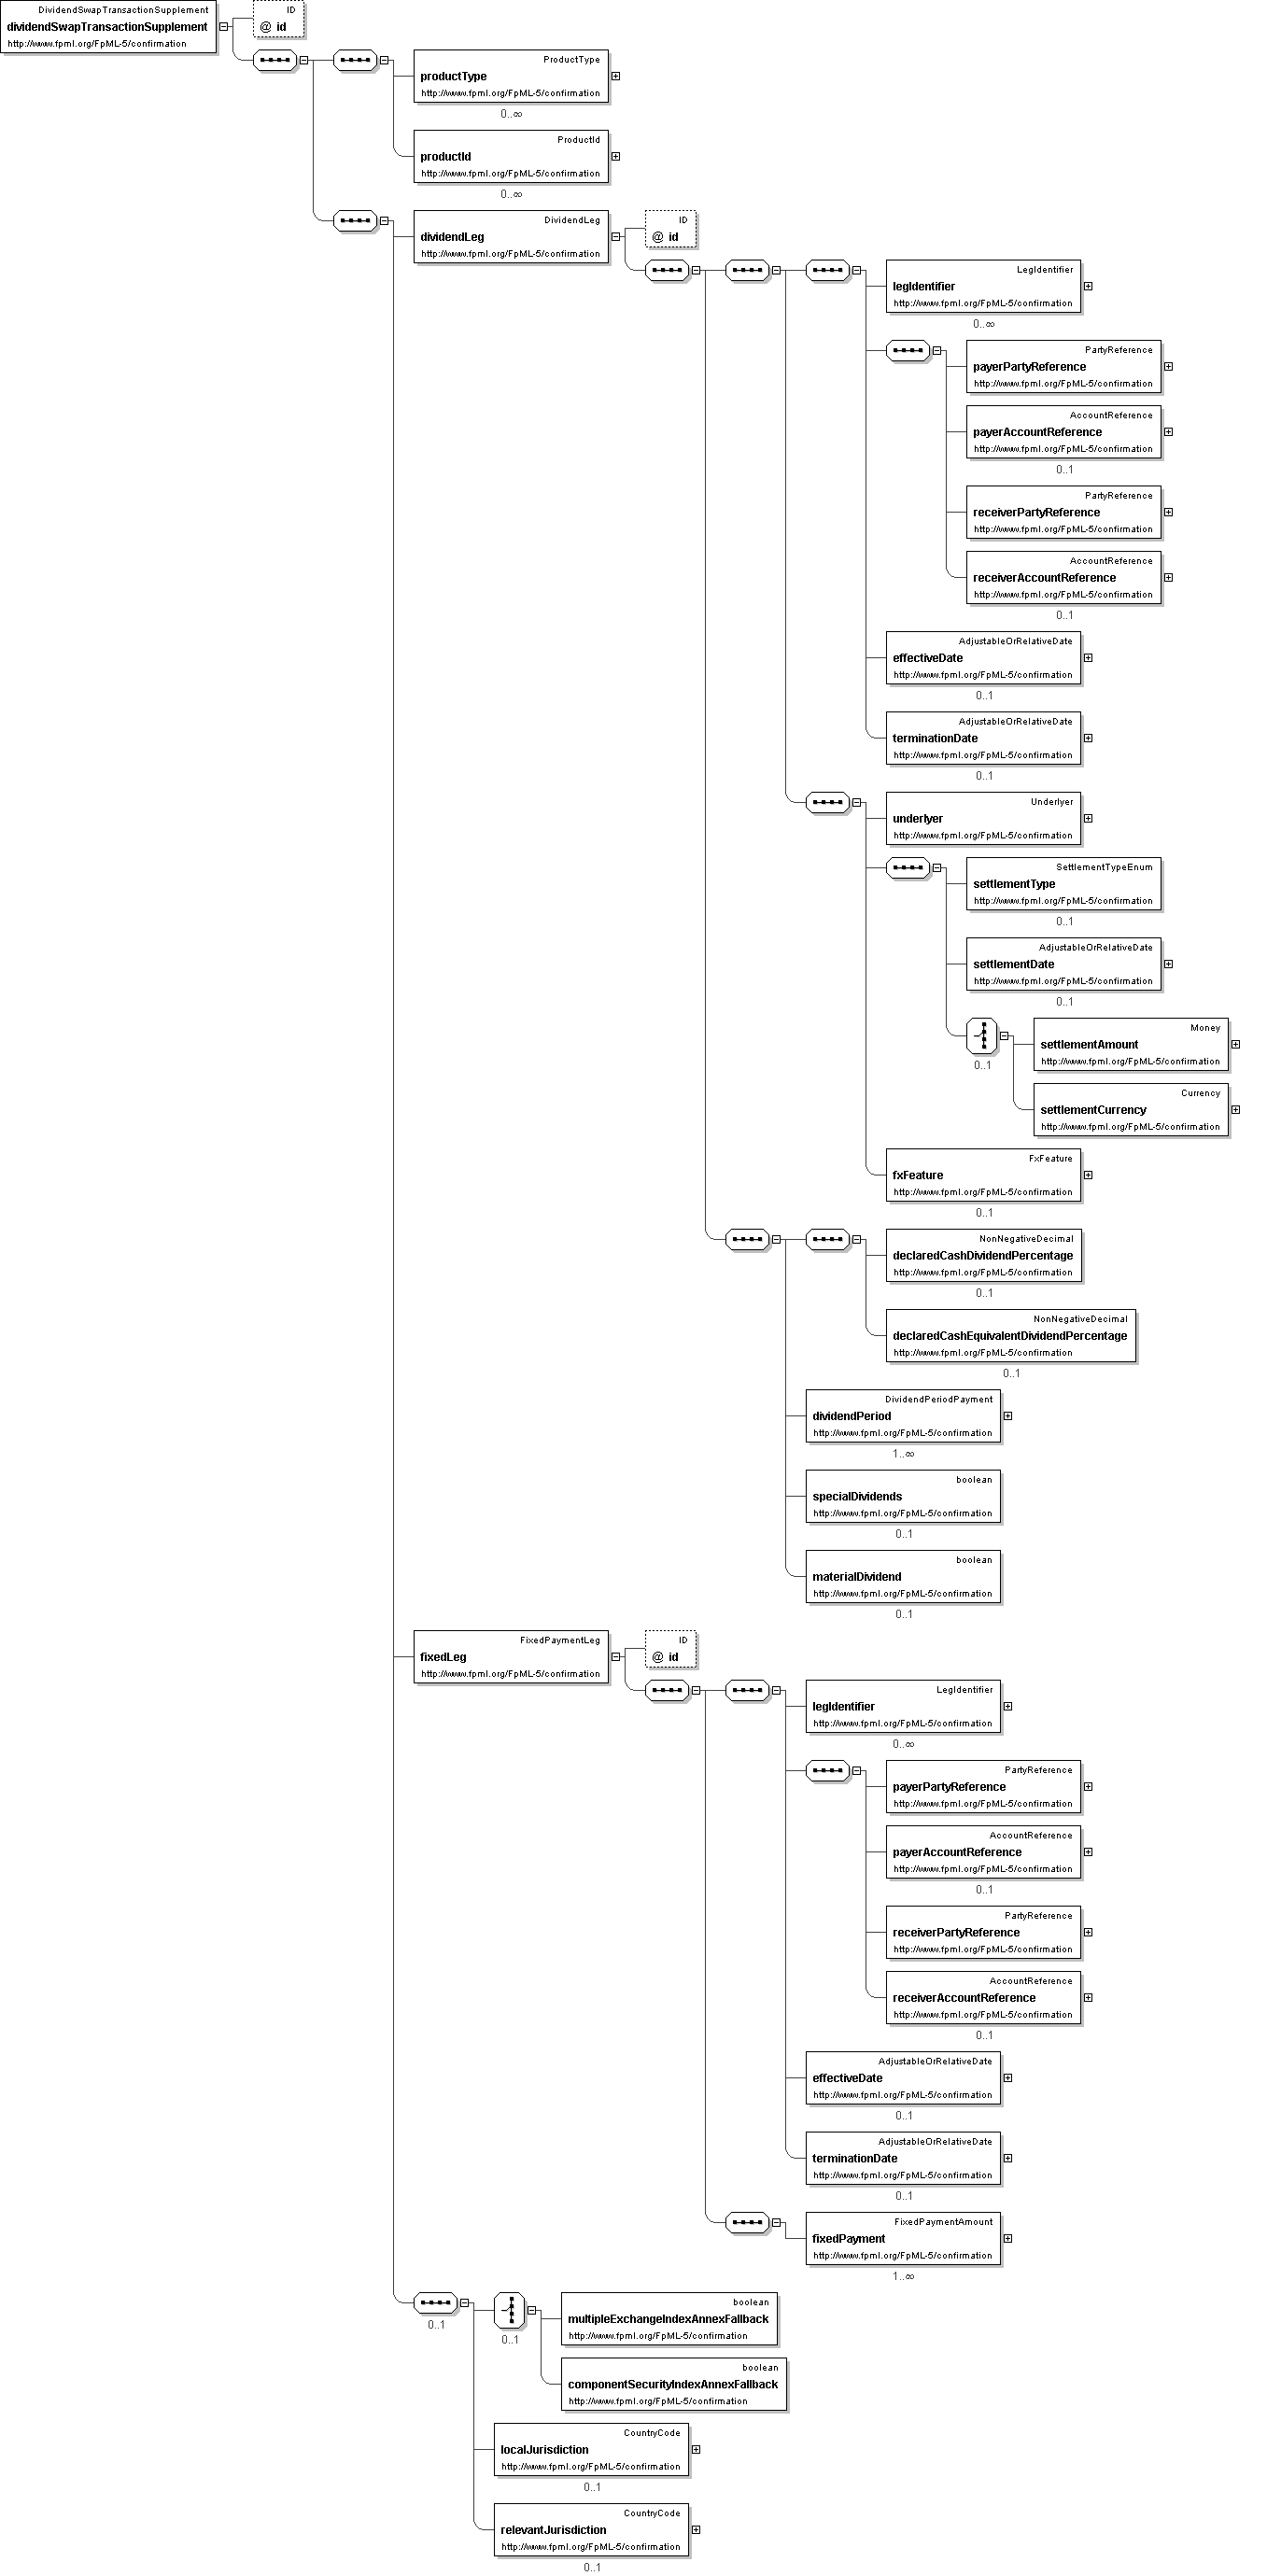 DividendSwapTransactionSupplement
dividendSwapTransactionSupplement
http://www.fpml.org/FpML-5/confirmation
ID
@ id
ProductType
productType
http://www.fpml.org/FpML-5/confirmation
0..∞
ProductId
productId
http://www.fpml.org/FpML-5/confirmation
0..∞
DividendLeg
dividendLeg
http://www.fpml.org/FpML-5/confirmation
ID
@ id
LegIdentifier
legIdentifier
http://www.fpml.org/FpML-5/confirmation
0..∞
PartyReference
payerPartyReference
http://www.fpml.org/FpML-5/confirmation
AccountReference
payerAccountReference
http://www.fpml.org/FpML-5/confirmation
0..1
PartyReference
receiverPartyReference
http://www.fpml.org/FpML-5/confirmation
AccountReference
receiverAccountReference
http://www.fpml.org/FpML-5/confirmation
0..1
AdjustableOrRelativeDate
effectiveDate
http://www.fpml.org/FpML-5/confirmation
0..1
AdjustableOrRelativeDate
terminationDate
http://www.fpml.org/FpML-5/confirmation
0..1
Underlyer
underlyer
http://www.fpml.org/FpML-5/confirmation
SettlementTypeEnum
settlementType
http://www.fpml.org/FpML-5/confirmation
0..1
AdjustableOrRelativeDate
settlementDate
http://www.fpml.org/FpML-5/confirmation
0..1
0..1
Money
settlementAmount
http://www.fpml.org/FpML-5/confirmation
Currency
settlementCurrency
http://www.fpml.org/FpML-5/confirmation
FxFeature
fxFeature
http://www.fpml.org/FpML-5/confirmation
0..1
NonNegativeDecimal
declaredCashDividendPercentage
http://www.fpml.org/FpML-5/confirmation
0..1
NonNegativeDecimal
declaredCashEquivalentDividendPercentage
http://www.fpml.org/FpML-5/confirmation
0..1
DividendPeriodPayment
dividendPeriod
http://www.fpml.org/FpML-5/confirmation
1..∞
boolean
specialDividends
http://www.fpml.org/FpML-5/confirmation
0..1
boolean
materialDividend
http://www.fpml.org/FpML-5/confirmation
0..1
FixedPaymentLeg
fixedLeg
http://www.fpml.org/FpML-5/confirmation
ID
@ id
LegIdentifier
legIdentifier
http://www.fpml.org/FpML-5/confirmation
0..∞
PartyReference
payerPartyReference
http://www.fpml.org/FpML-5/confirmation
AccountReference
payerAccountReference
http://www.fpml.org/FpML-5/confirmation
0..1
PartyReference
receiverPartyReference
http://www.fpml.org/FpML-5/confirmation
AccountReference
receiverAccountReference
http://www.fpml.org/FpML-5/confirmation
0..1
AdjustableOrRelativeDate
effectiveDate
http://www.fpml.org/FpML-5/confirmation
0..1
AdjustableOrRelativeDate
terminationDate
http://www.fpml.org/FpML-5/confirmation
0..1
FixedPaymentAmount
fixedPayment
http://www.fpml.org/FpML-5/confirmation
1..∞
0..1
0..1
boolean
multipleExchangeIndexAnnexFallback
http://www.fpml.org/FpML-5/confirmation
boolean
componentSecurityIndexAnnexFallback
http://www.fpml.org/FpML-5/confirmation
CountryCode
localJurisdiction
http://www.fpml.org/FpML-5/confirmation
0..1
CountryCode
relevantJurisdiction
http://www.fpml.org/FpML-5/confirmation
0..1